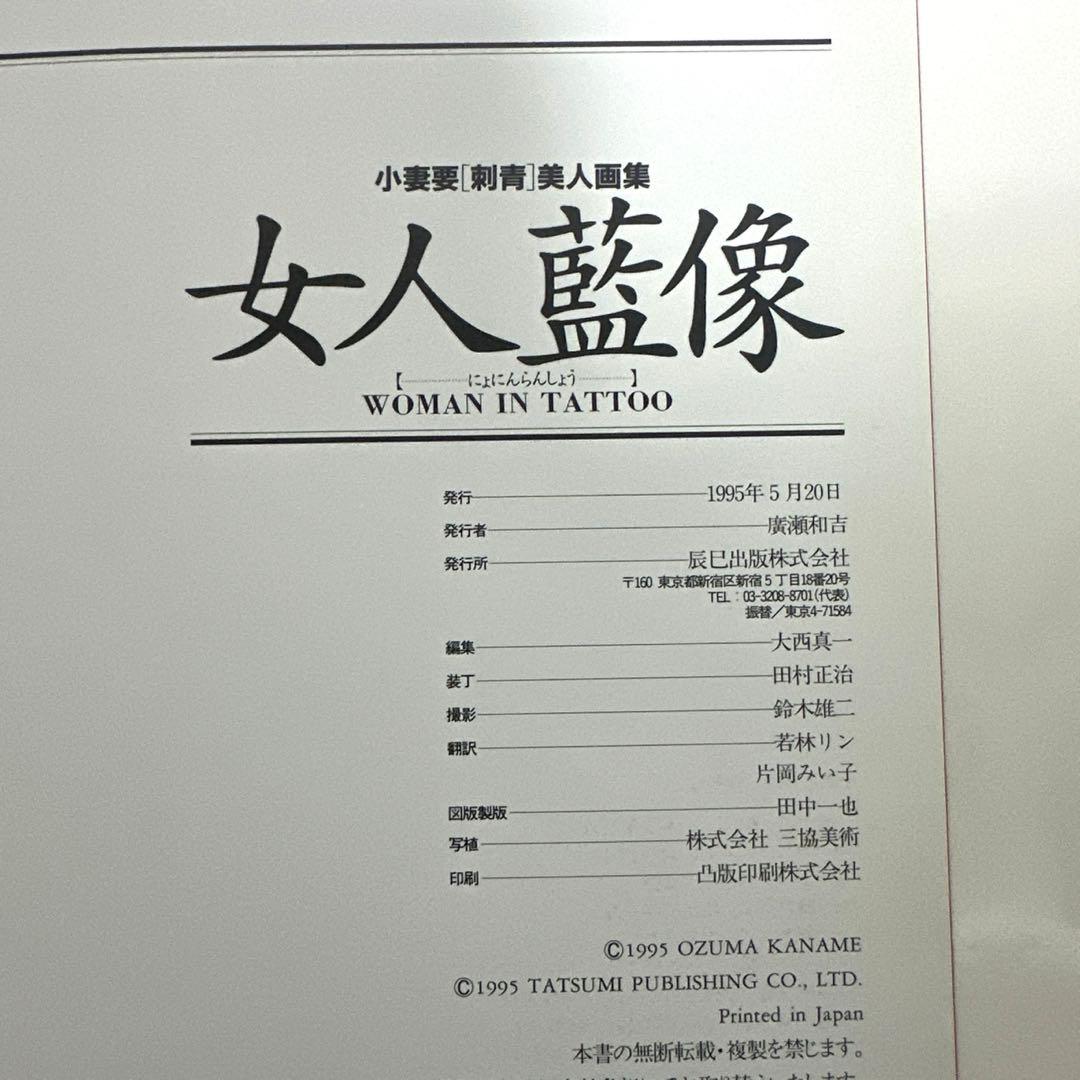 小妻要[刺青]美人画集
女人藍像
【にょにんらんしょう】
WOMAN IN TATTOO
発行 1995年5月20日
発行者 廣瀬和吉
発行所 辰巳出版株式会社
〒160 東京都新宿区新宿5丁目18番20号
TEL:03-3208-8701(代表)
振替/東京4-71584
編集 大西真一
装丁 田村正治
撮影 鈴木雄二
翻訳 若林リン
片岡みい子
図版製版 田中一也
写植 株式会社 三協美術
印刷 凸版印刷株式会社
©1995 OZUMA KANAME
©1995 TATSUMI PUBLISHING CO., LTD.
Printed in Japan
本書の無断転載・複製を禁じます。